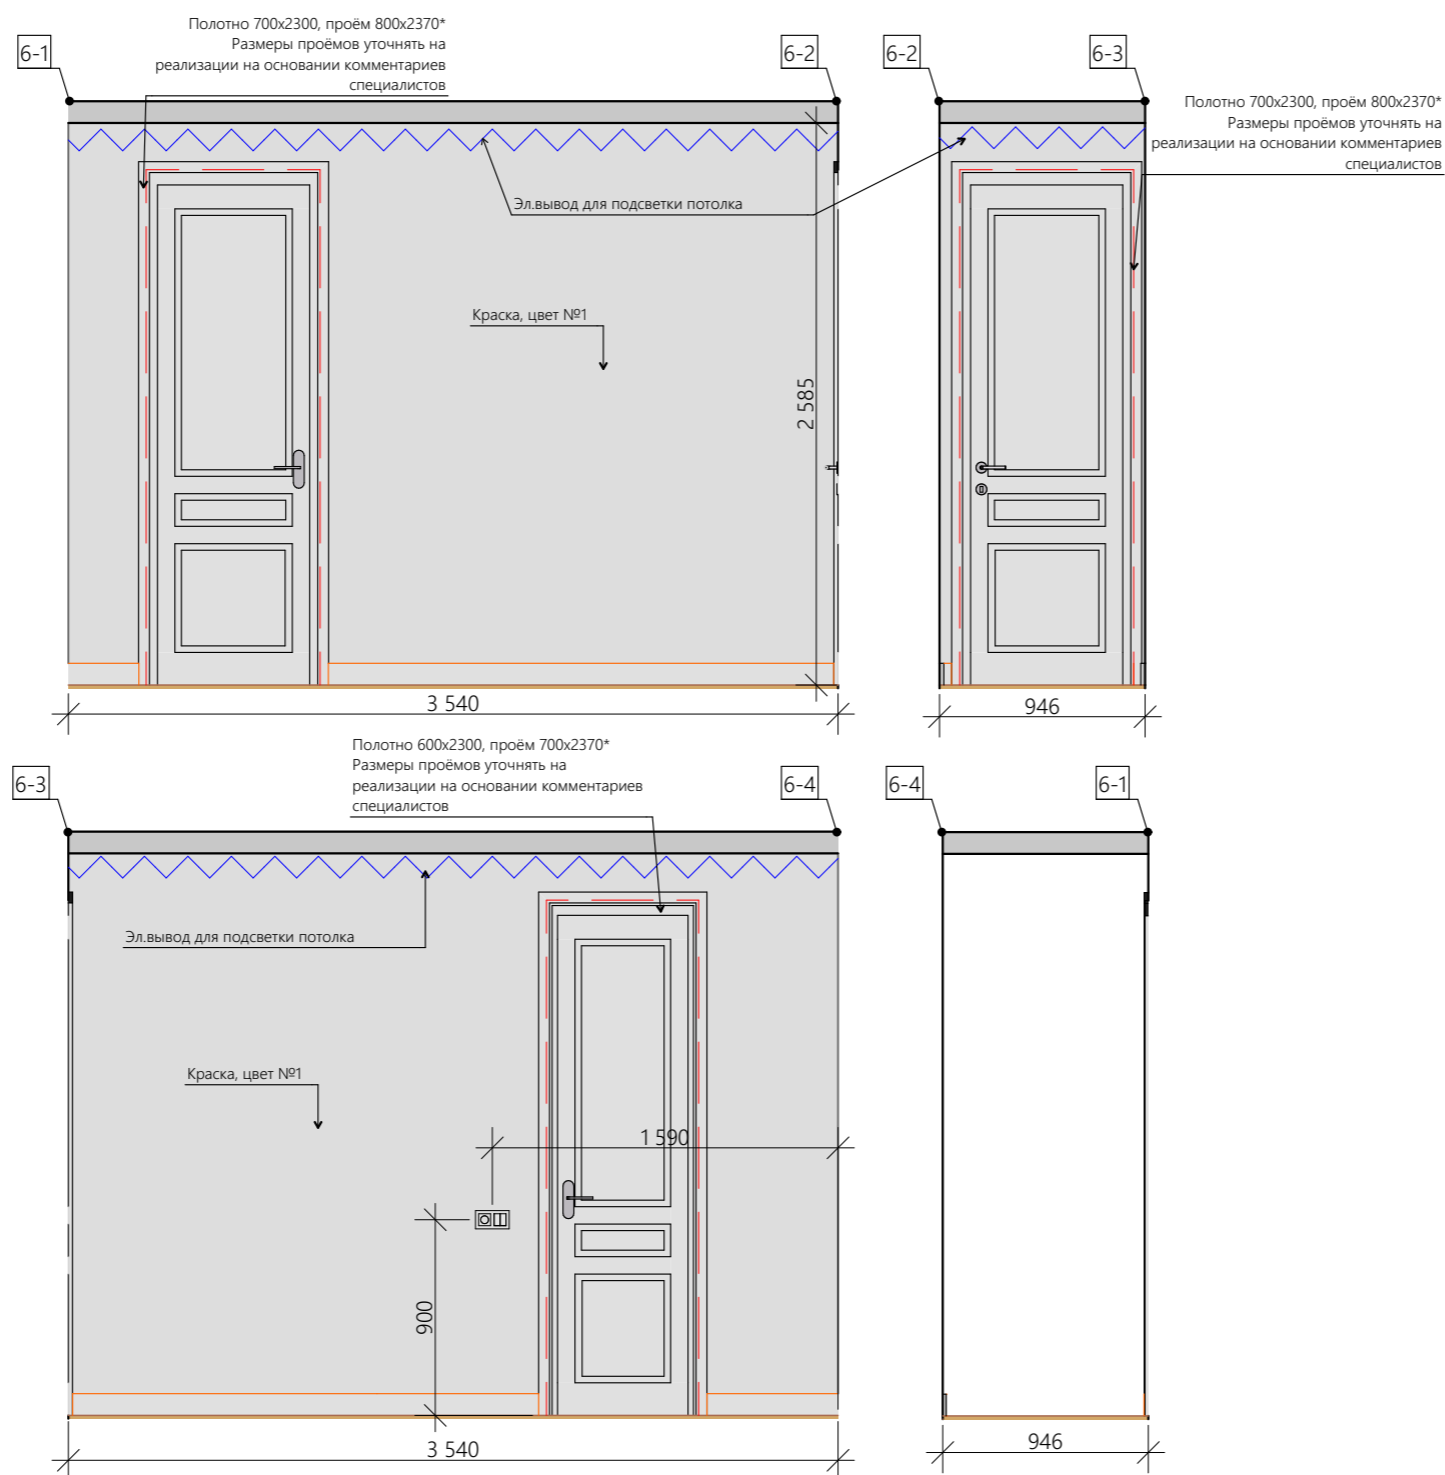 Полотно 700х2300, проём 800х2370*
Размеры проёмов уточнять на
реализации на основании комментариев
специалистов
6-1
6-2
6-2
6-3
Полотно 700х2300, проём 800х2370*
Размеры проёмов уточнять на
реализации на основании комментариев
специалистов
Эл.вывод для подсветки потолка
Краска, цвет №1
2 585
3 540
946
Полотно 600х2300, проём 700х2370*
Размеры проёмов уточнять на
реализации на основании комментариев
специалистов
6-3
6-4
6-4
6-1
Эл.вывод для подсветки потолка
Краска, цвет №1
1 590
900
3 540
946